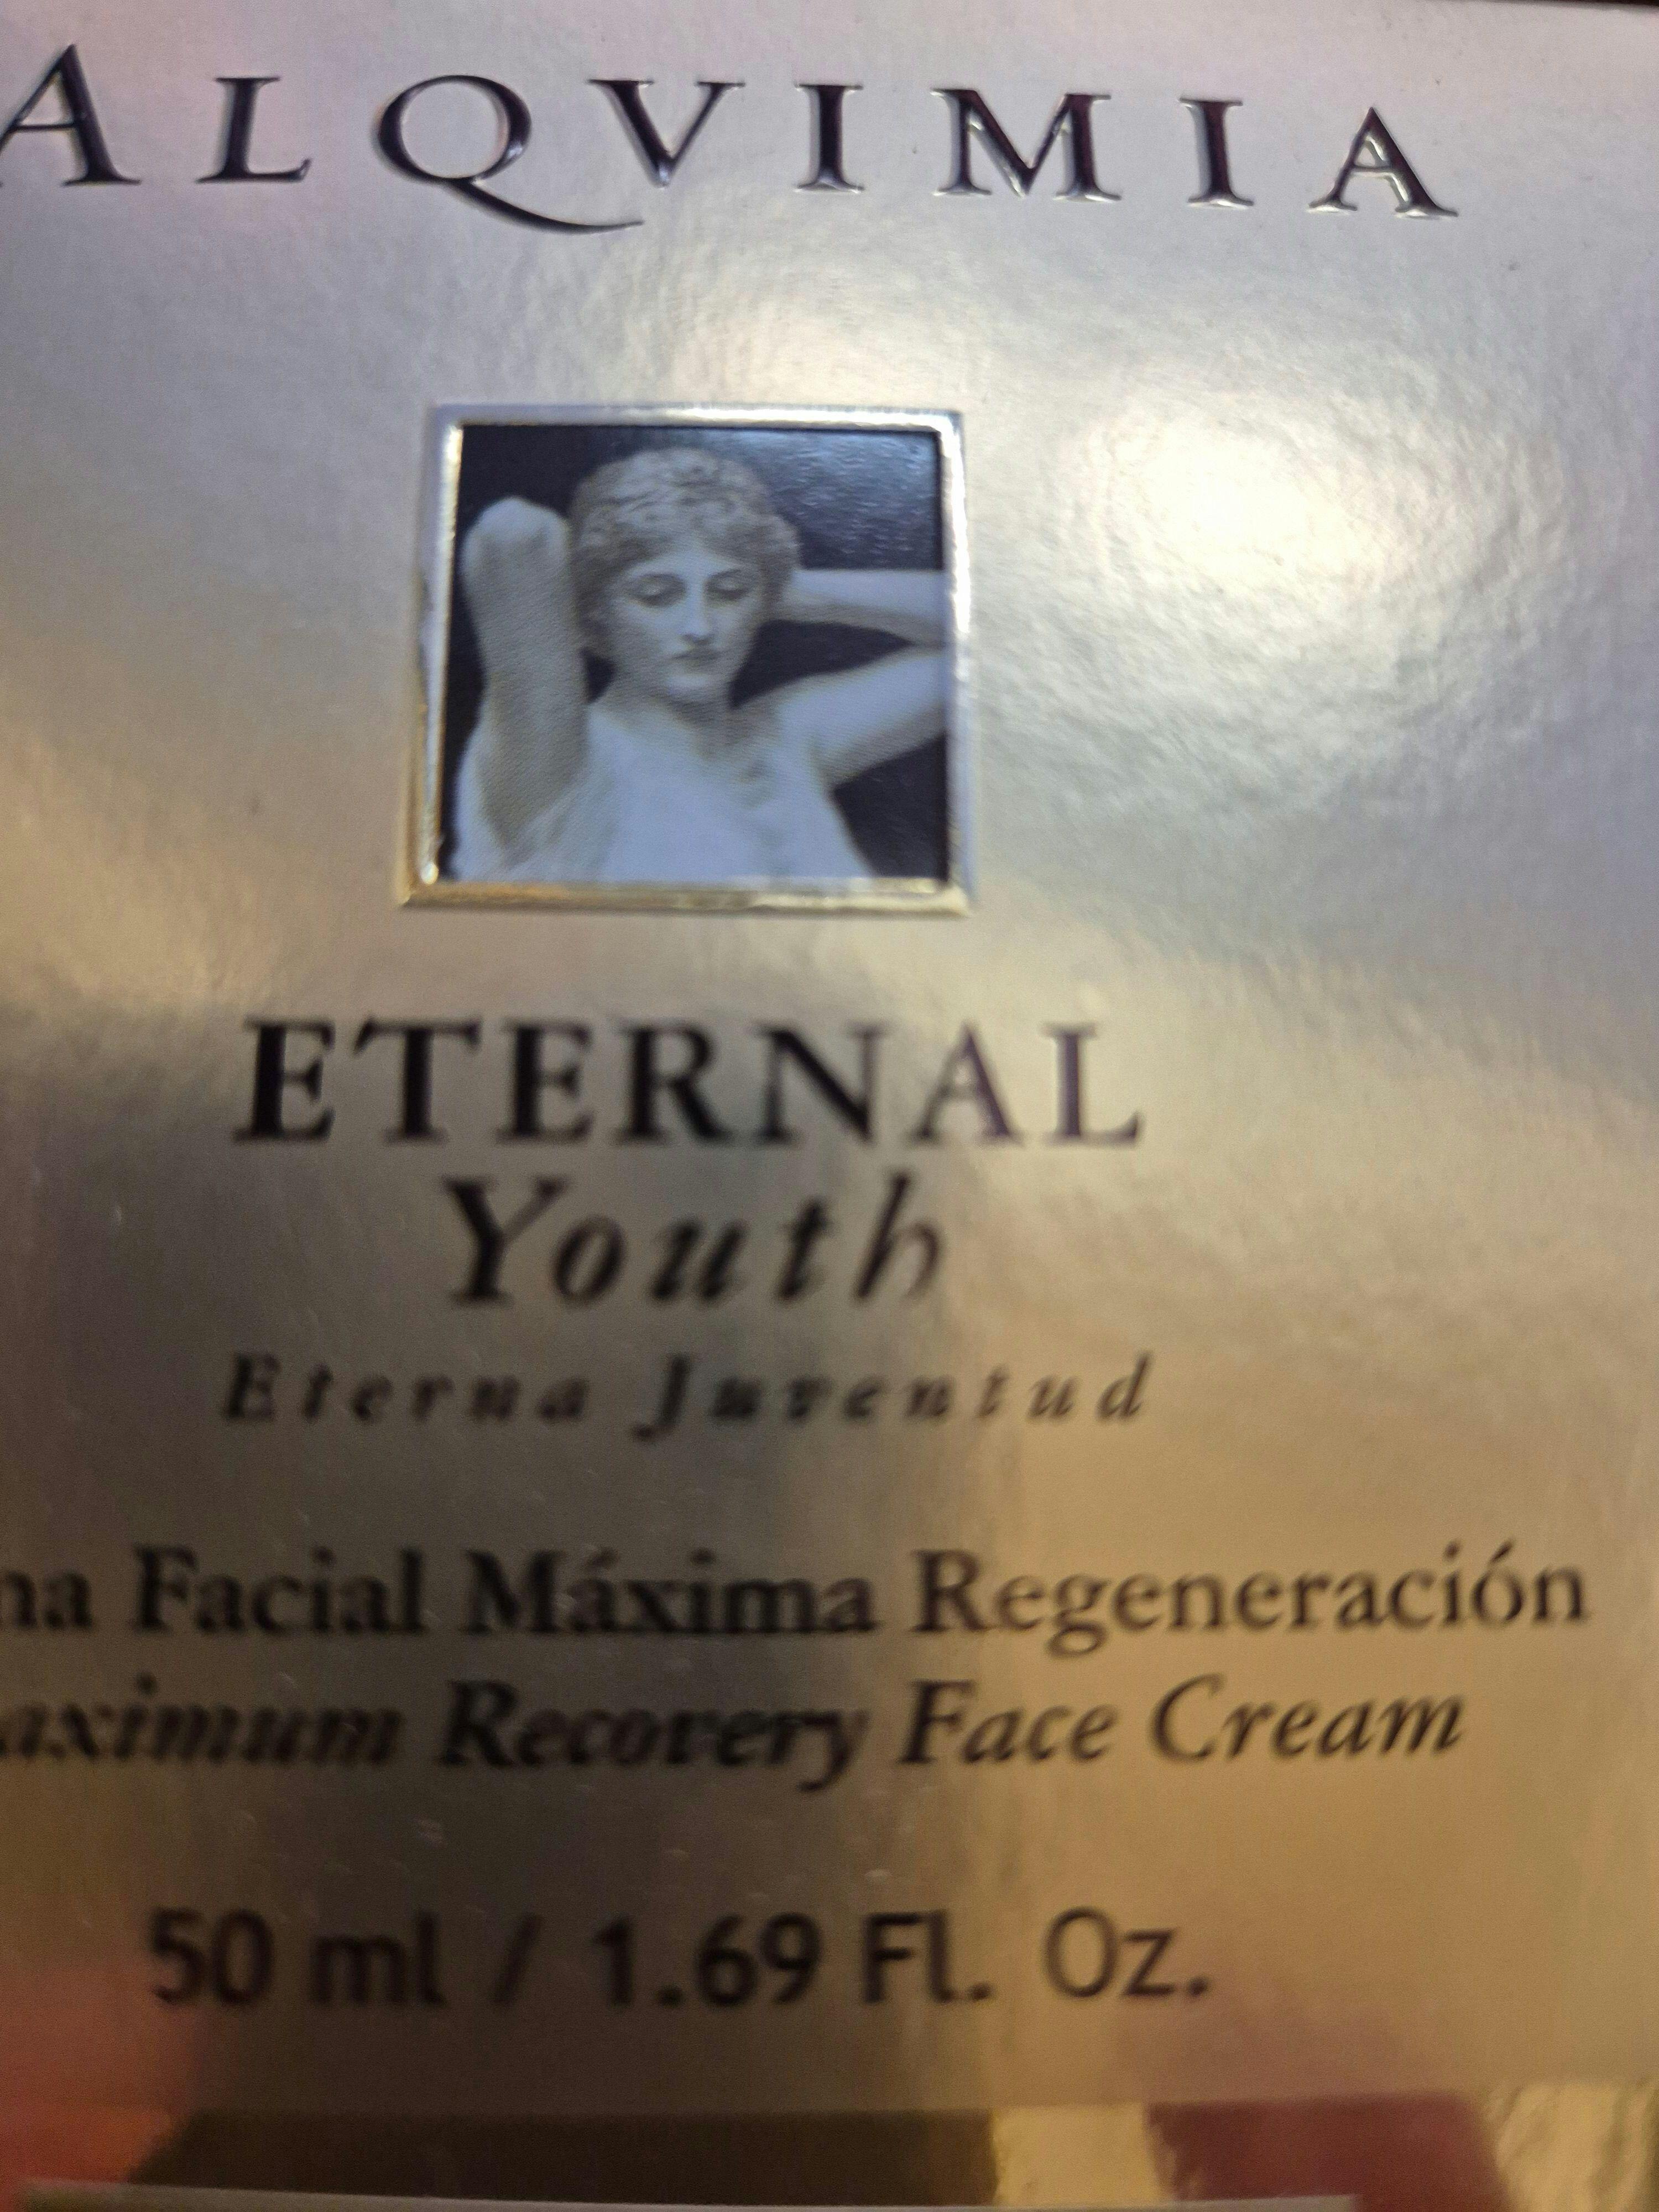 ALQVIMIA
ETERNAL
Youth
Eterna Juventud
Facial Máxima Regeneración
Recovery Face Cream
50 ml / 1.69 Fl. Oz.